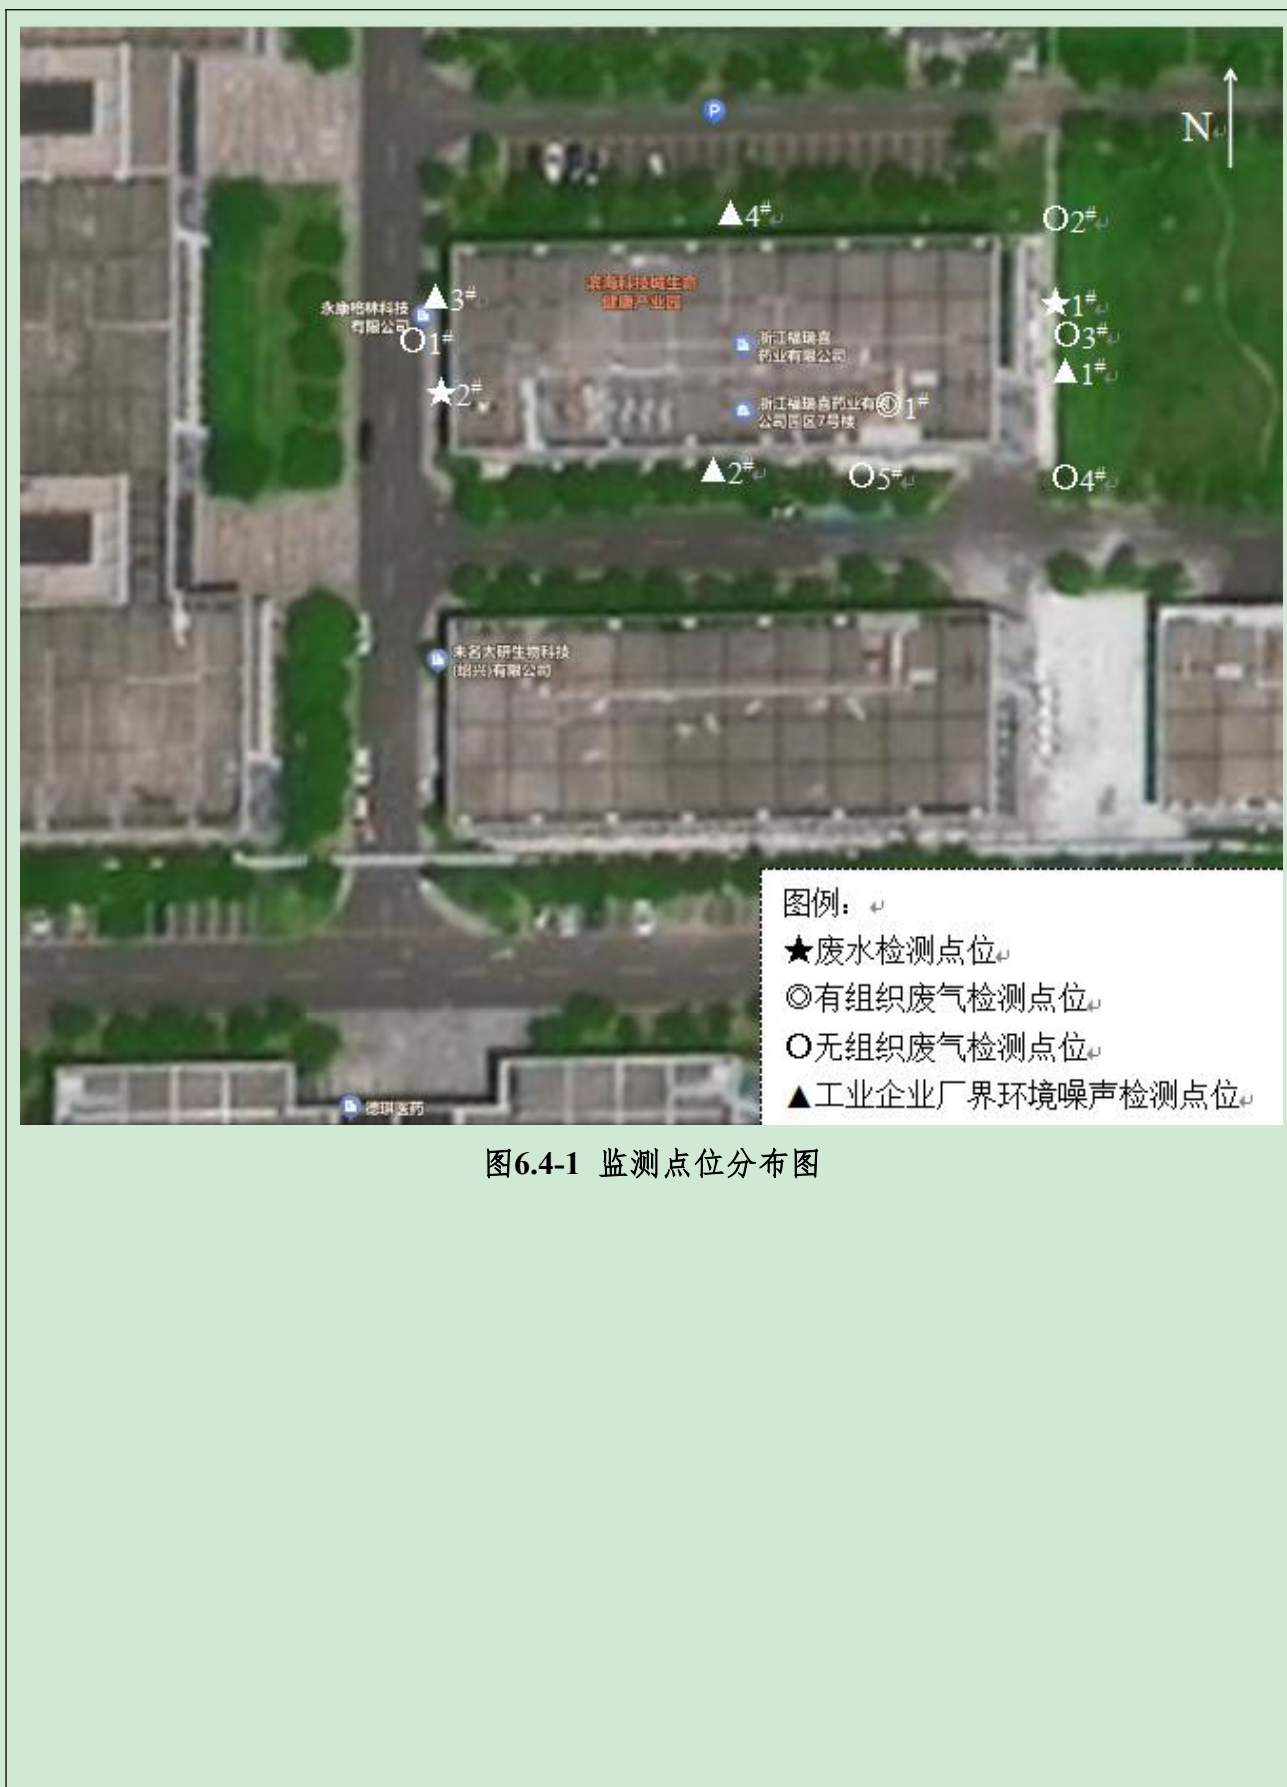 P
N
▲4#
○2#
滨海科技城生命
健康产业园
▲3#
永康格林科技
有限公司
★1#
○1#
○3#
浙江福瑞喜
药业有限公司
▲1#
★2#
浙江福瑞喜药业有限
公司园区7号楼
◎1#
▲2#
○5#
○4#
未名太研生物科技
(绍兴)有限公司
图例：
★废水检测点位
◎有组织废气检测点位
○无组织废气检测点位
▲工业企业厂界环境噪声检测点位
德琪医药
图6.4-1 监测点位分布图